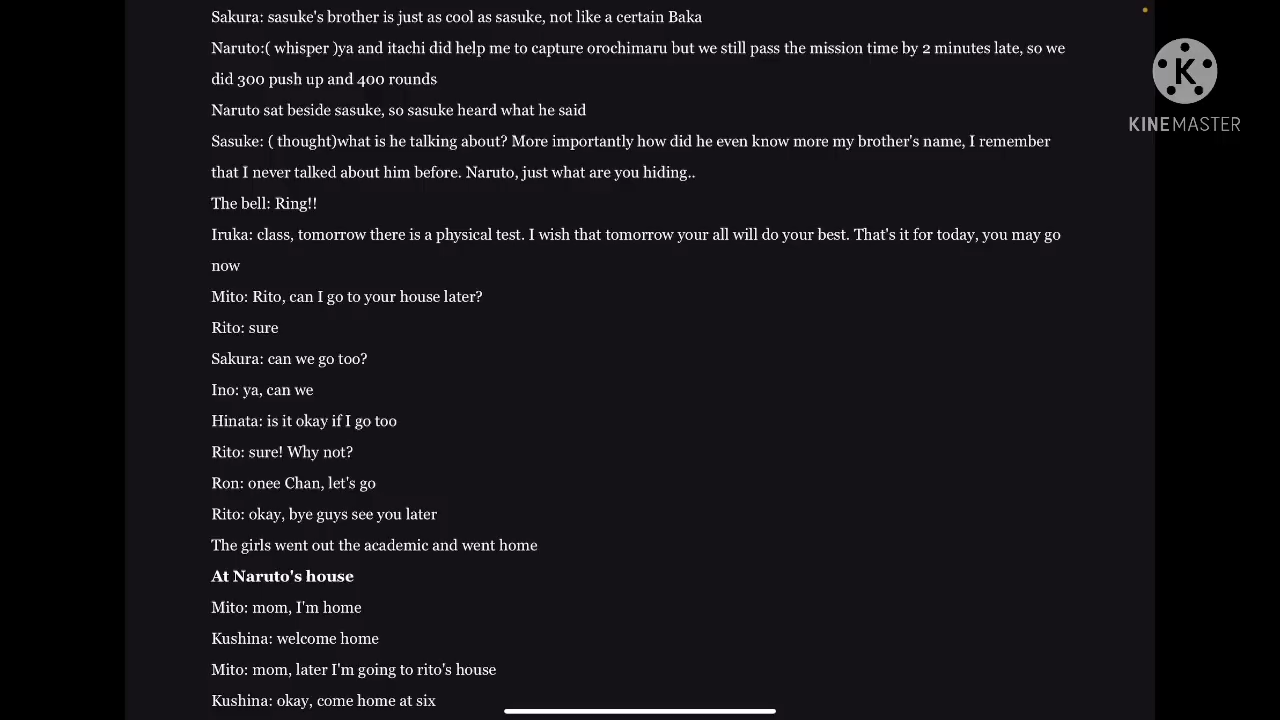 Sakura: sasuke's brother is just as cool as sasuke, not like a certain Baka
Naruto:( whisper )ya and itachi did help me to capture orochimaru but we still pass the mission time by 2 minutes late, so we
did 300 push up and 400 rounds
Naruto sat beside sasuke, so sasuke heard what he said
Sasuke: ( thought)what is he talking about? More importantly how did he even know more my brother's name, I remember
that I never talked about him before. Naruto, just what are you hiding..
The bell: Ring!!
Iruka: class, tomorrow there is a physical test. I wish that tomorrow your all will do your best. That's it for today, you may go
now
Mito: Rito, can I go to your house later?
Rito: sure
Sakura: can we go too?
Ino: ya, can we
Hinata: is it okay if I go too
Rito: sure! Why not?
Ron: onee Chan, let's go
Rito: okay, bye guys see you later
The girls went out the academic and went home
At Naruto's house
Mito: mom, I'm home
Kushina: welcome home
Mito: mom, later I'm going to rito's house
Kushina: okay, come home at six
K
KINEMASTER